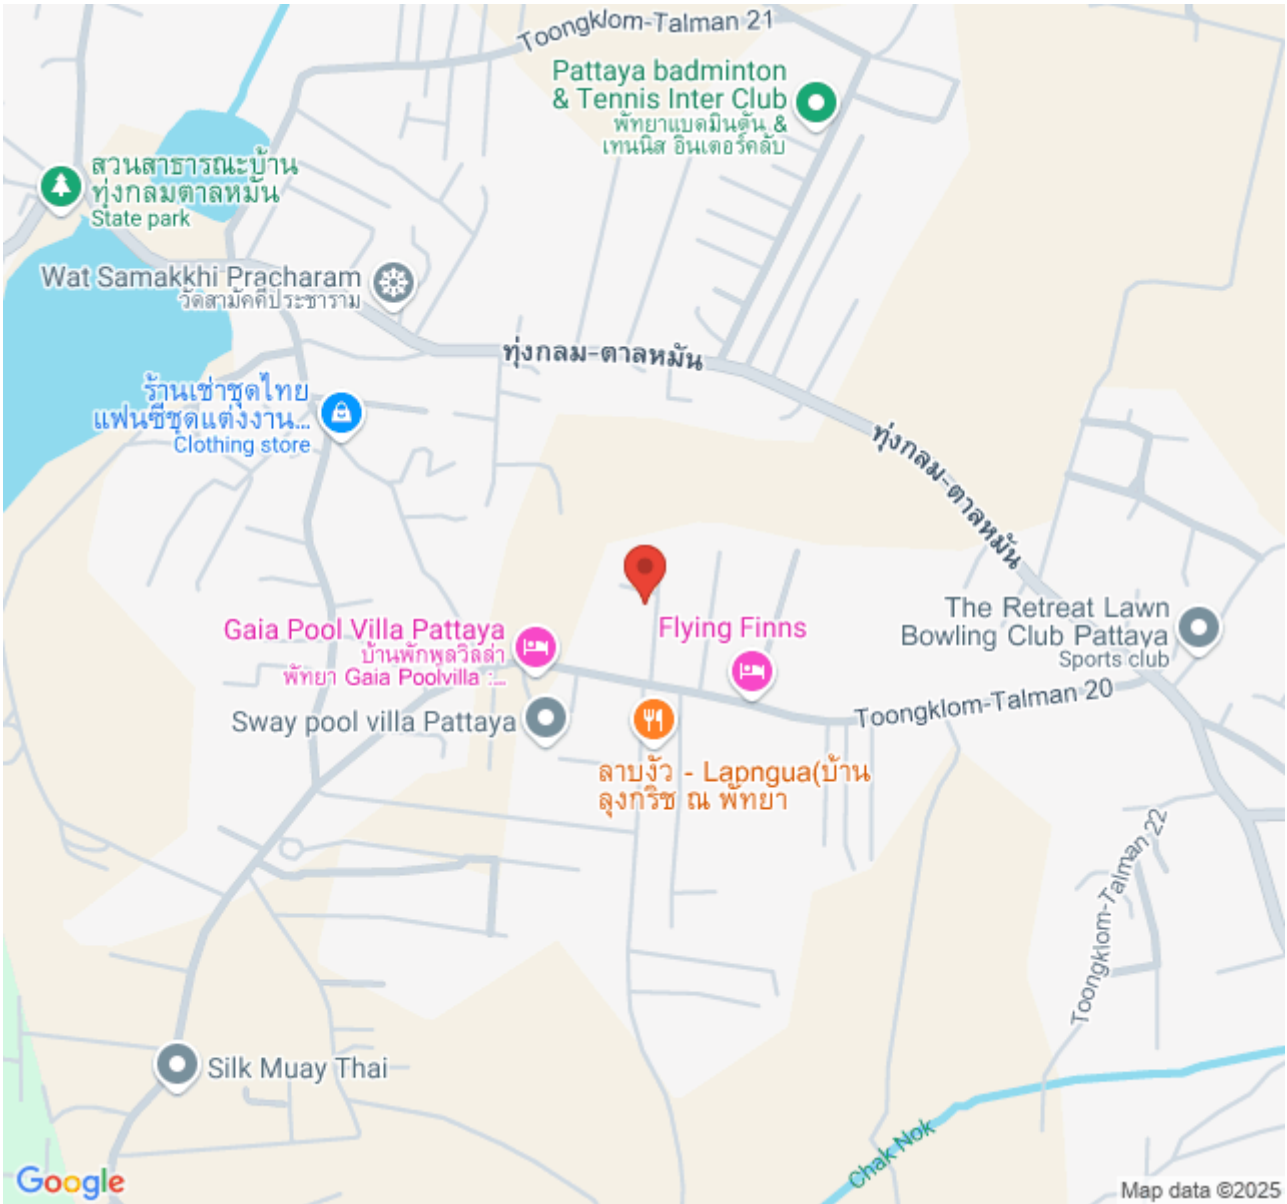 Toongklom-Talman 21
Pattaya badminton
& Tennis Inter Club
พัทยาแบดมินตัน &
เทนนิส อินเตอร์คลับ
สวนสาธารณะบ้าน
ทุ่งกลมตาลหมัน
State park
Wat Samakkhi Pracharam
วัดสามัคคีประชาราม
ทุ่งกลม-ตาลหมัน
ร้านเช่าชุดไทย
แฟนซีชุดแต่งงาน...
Clothing store
ทุ่งกลม-ตาลหมัน
The Retreat Lawn
Bowling Club Pattaya
Sports club
Gaia Pool Villa Pattaya
บ้านพักพูลวิลล่า
พัทยา Gaia Poolvilla :...
Flying Finns
Toongklom-Talman 20
Sway pool villa Pattaya
ลาบงัว - Lapngua(บ้าน
ลุงกริช ณ พัทยา
Toongklom-Talman 22
Silk Muay Thai
Chak Nok
Google
Map data ©2025